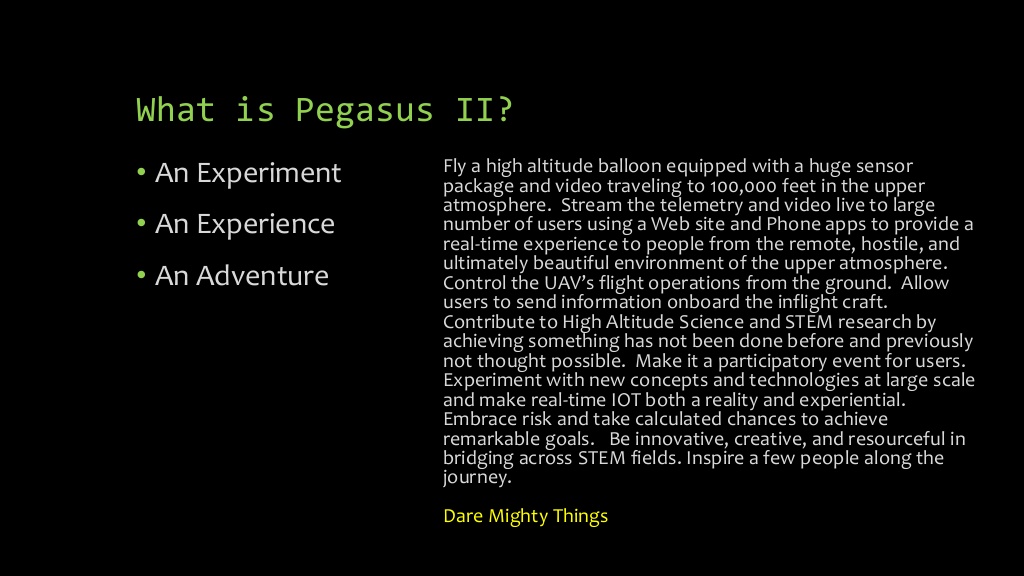 What is Pegasus II?
• An Experiment
• An Experience
• An Adventure
Fly a high altitude balloon equipped with a huge sensor
package and video traveling to 100,000 feet in the upper
atmosphere.  Stream the telemetry and video live to large
number of users using a Web site and Phone apps to provide a
real-time experience to people from the remote, hostile, and
ultimately beautiful environment of the upper atmosphere.
Control the UAV’s flight operations from the ground.  Allow
users to send information onboard the inflight craft.
Contribute to High Altitude Science and STEM research by
achieving something has not been done before and previously
not thought possible.  Make it a participatory event for users.
Experiment with new concepts and technologies at large scale
and make real-time IOT both a reality and experiential.
Embrace risk and take calculated chances to achieve
remarkable goals.   Be innovative, creative, and resourceful in
bridging across STEM fields. Inspire a few people along the
journey.
Dare Mighty Things